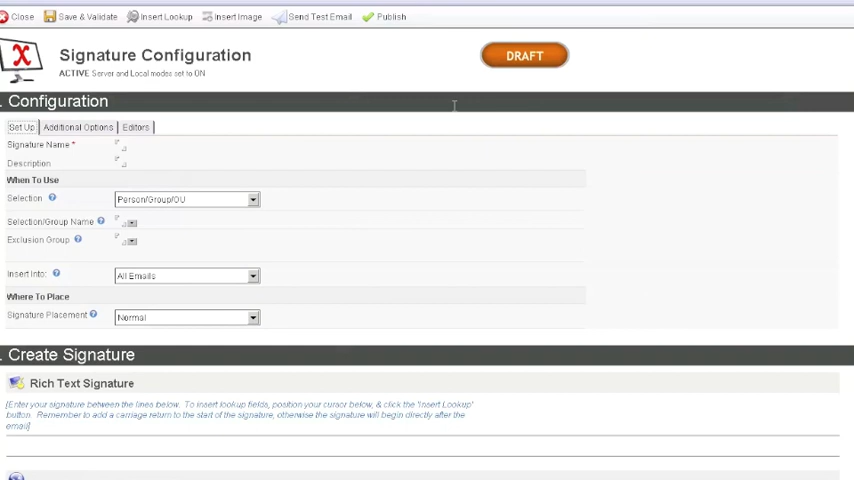 Close Save & Validate Insert Lookup Insert Image Send Test Email Publish
Signature Configuration
DRAFT
ACTIVE Server and Local modes set to ON
. Configuration
Set Up Additional Options Editors
Signature Name *
Description
When To Use
Selection ? Person/Group/OU
Selection/Group Name ?
Exclusion Group ?
Insert Into: ? All Emails
Where To Place
Signature Placement ? Normal
. Create Signature
Rich Text Signature
[Enter your signature between the lines below. To insert lookup fields, position your cursor below, & click the 'Insert Lookup'
button. Remember to add a carriage return to the start of the signature, otherwise the signature will begin directly after the
email]